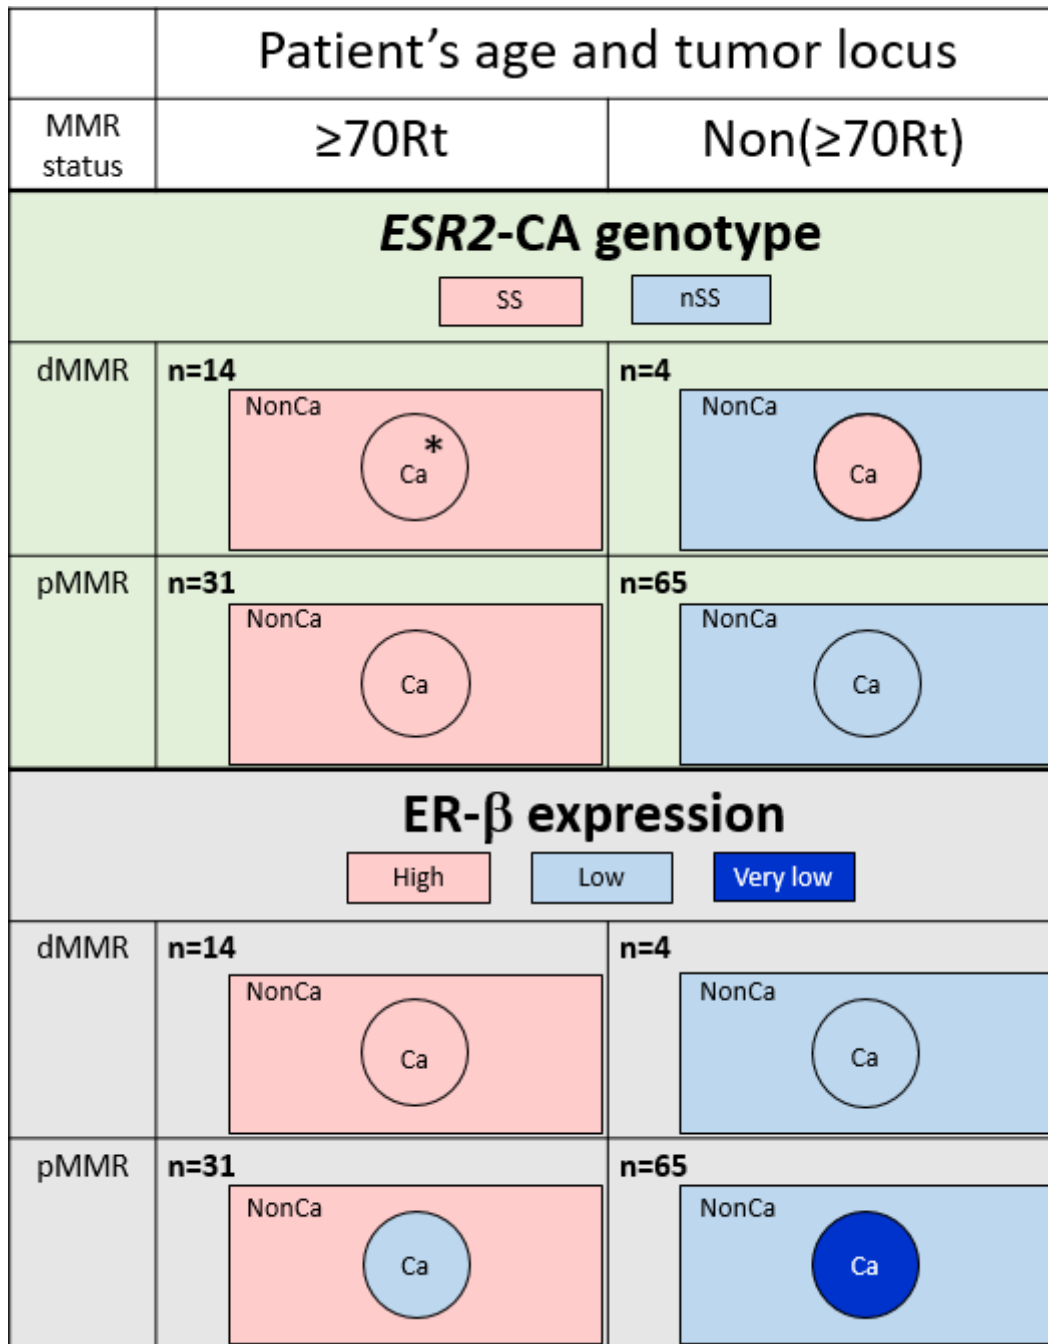 Patient's age and tumor locus
MMR status
≥70Rt
Non(≥70Rt)
ESR2-CA genotype
SS
nSS
dMMR
n=14
NonCa
*
Ca
n=4
NonCa
Ca
pMMR
n=31
NonCa
Ca
n=65
NonCa
Ca
ER-β expression
High
Low
Very low
dMMR
n=14
NonCa
Ca
n=4
NonCa
Ca
pMMR
n=31
NonCa
Ca
n=65
NonCa
Ca